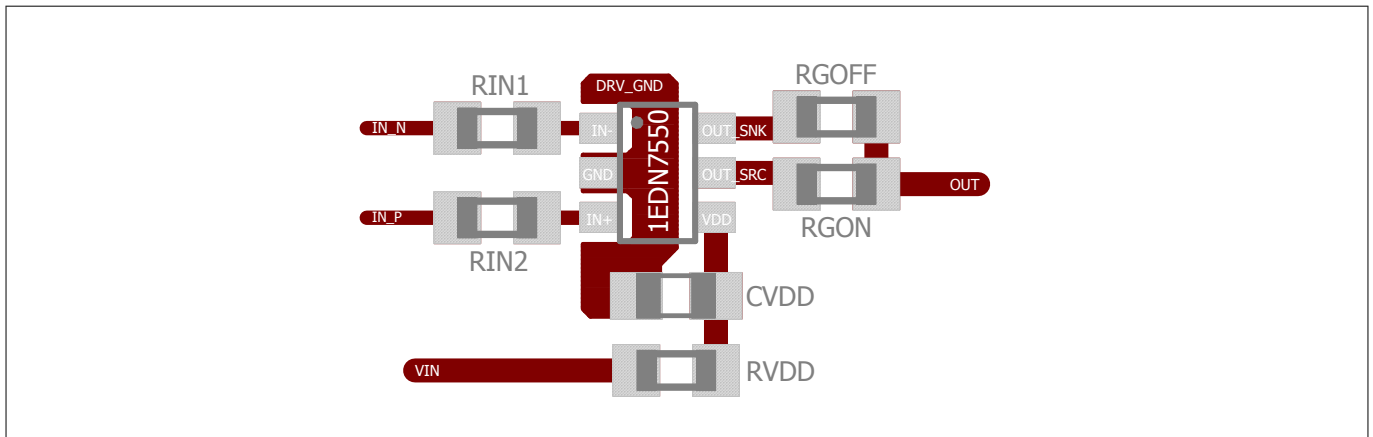 RIN1
DRV_GND
RGOFF
IN_N
IN-
OUT_SNK
1EDN7550
GND
OUT_SRC
OUT
IN_P
IN+
VDD
RGON
RIN2
CVDD
VIN
RVDD